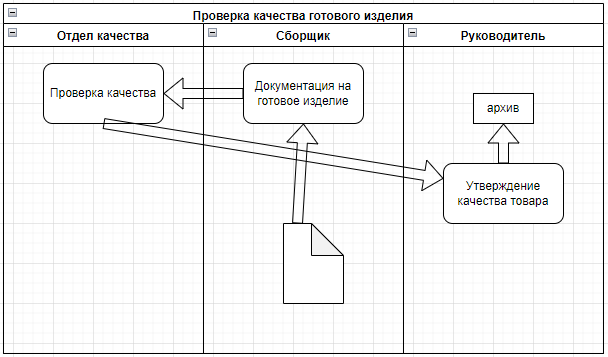 Проверка качества готового изделия
Отдел качества
Сборщик
Руководитель
Проверка качества
Документация на
готовое изделие
архив
Утверждение
качества товара